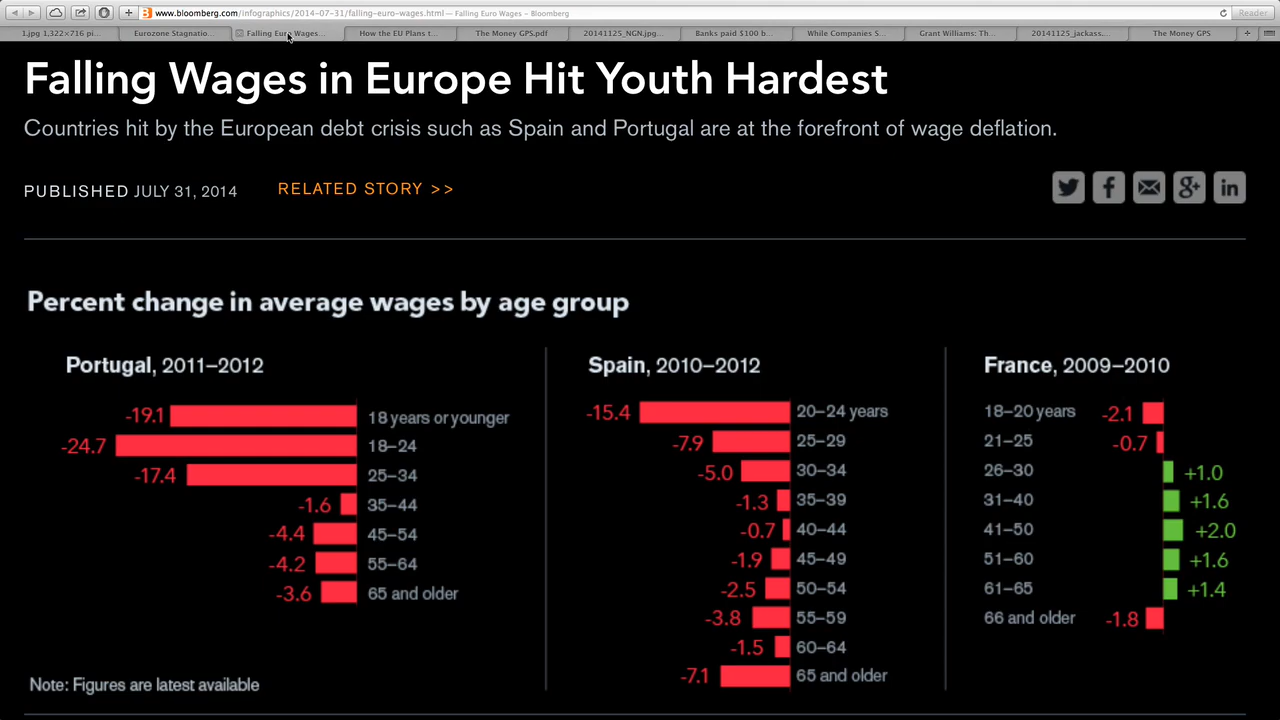 www.bloomberg.com/infographics/2014-07-31/falling-euro-wages.html — Falling Euro Wages – Bloomberg
Reader
1.jpg 1,322×716 pi...
Eurozone Stagnatio...
Falling Euro Wages...
How the EU Plans t...
The Money GPS.pdf
20141125_NGN.jpg...
Banks paid $100 b...
While Companies S...
Grant Williams: Th...
20141125_jackass...
The Money GPS
Falling Wages in Europe Hit Youth Hardest
Countries hit by the European debt crisis such as Spain and Portugal are at the forefront of wage deflation.
PUBLISHED JULY 31, 2014
RELATED STORY >>
Percent change in average wages by age group
Portugal, 2011–2012
-19.1 18 years or younger
-24.7 18–24
-17.4 25–34
-1.6 35–44
-4.4 45–54
-4.2 55–64
-3.6 65 and older
Note: Figures are latest available
Spain, 2010–2012
-15.4 20–24 years
-7.9 25–29
-5.0 30–34
-1.3 35–39
-0.7 40–44
-1.9 45–49
-2.5 50–54
-3.8 55–59
-1.5 60–64
-7.1 65 and older
France, 2009–2010
18–20 years -2.1
21–25 -0.7
26–30 +1.0
31–40 +1.6
41–50 +2.0
51–60 +1.6
61–65 +1.4
66 and older -1.8